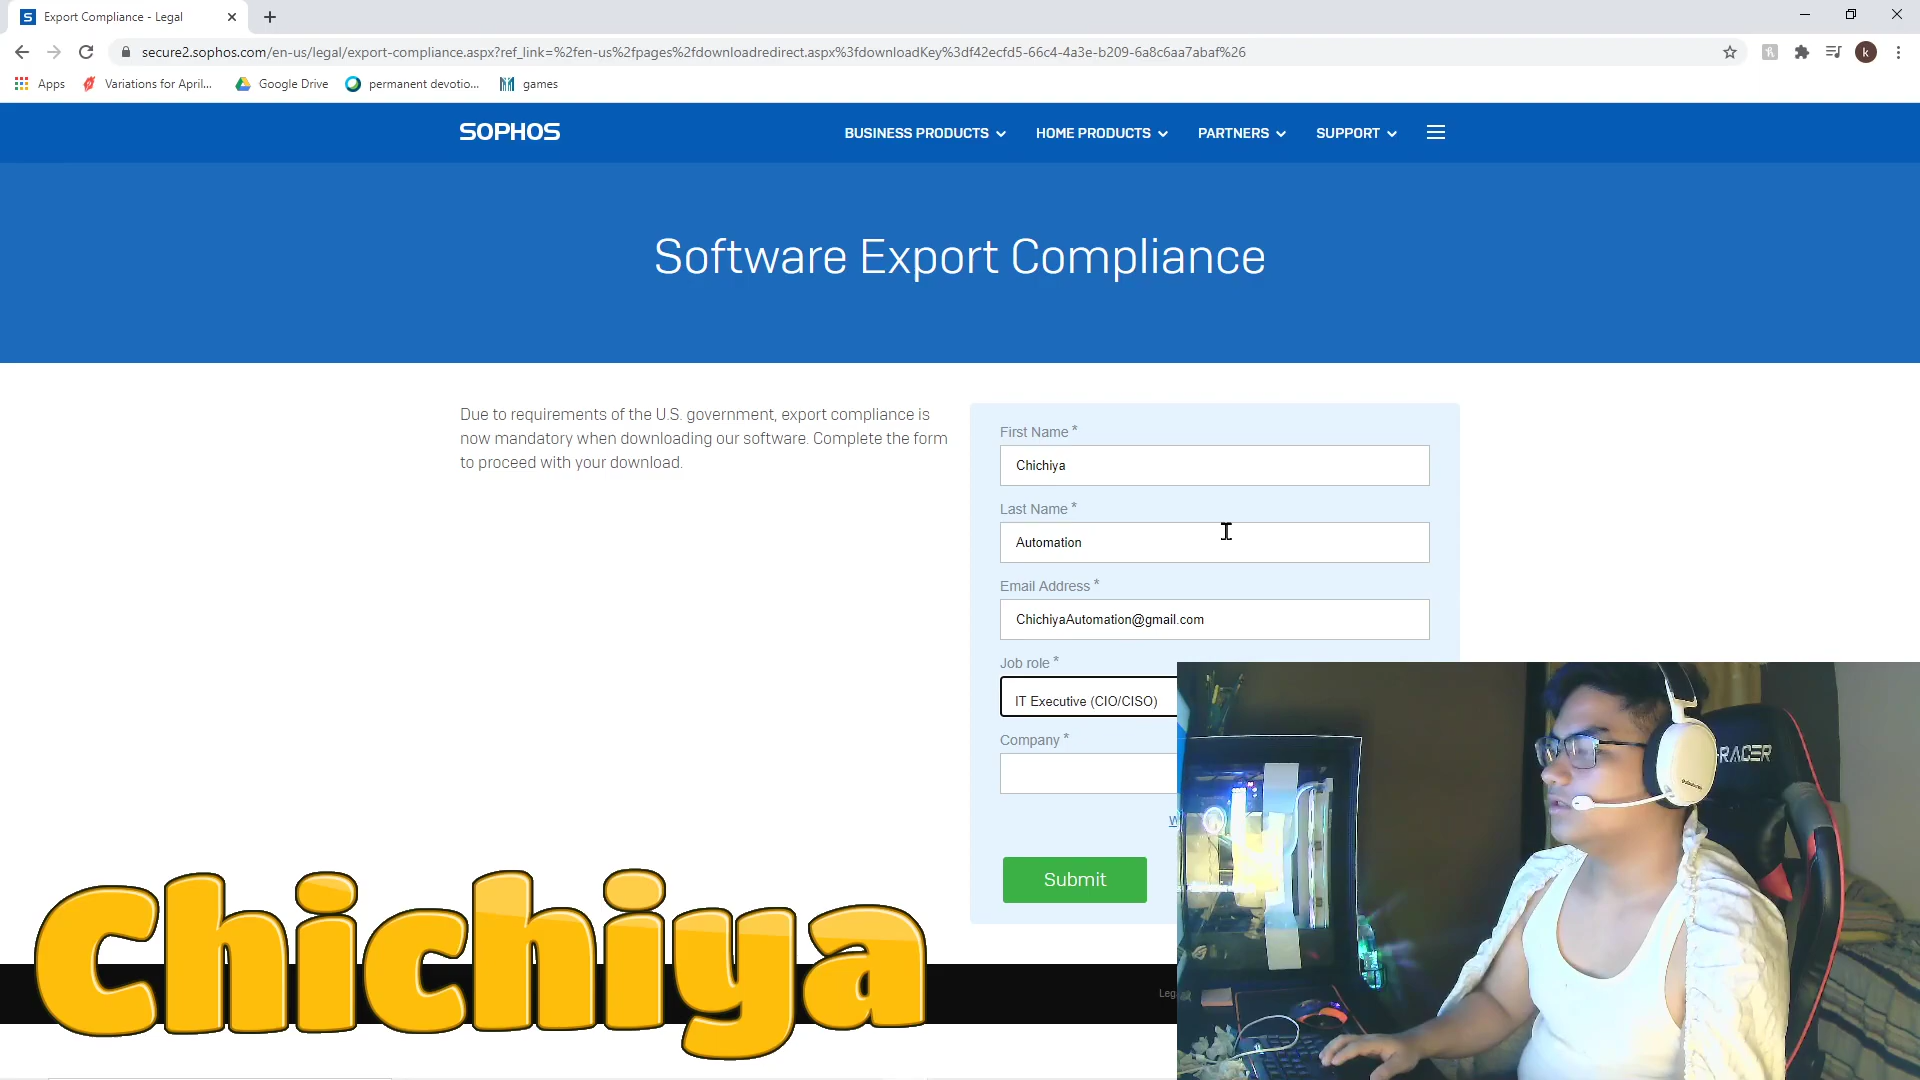 Export Compliance - Legal
secure2.sophos.com/en-us/legal/export-compliance.aspx?ref_link=%2fen-us%2fpages%2fdownloadredirect.aspx%3fdownloadKey%3df42ecfd5-66c4-4a3e-b209-6a8c6aa7abaf%26
k
Apps
Variations for April...
Google Drive
permanent devotio...
games
SOPHOS
BUSINESS PRODUCTS
HOME PRODUCTS
PARTNERS
SUPPORT
Software Export Compliance
Due to requirements of the U.S. government, export compliance is
now mandatory when downloading our software. Complete the form
to proceed with your download.
First Name *
Chichiya
Last Name *
Automation
Email Address *
ChichiyaAutomation@gmail.com
Job role *
IT Executive (CIO/CISO)
Company *
W
Submit
Leg
Chichiya
-RACER